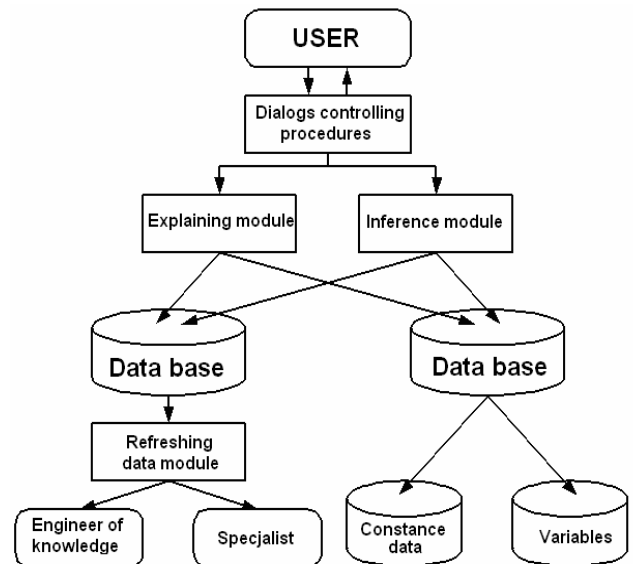 USER
Dialogs controlling
procedures
Explaining module
Inference module
Data base
Data base
Refreshing
data module
Engineer of
knowledge
Specjalist
Constance
data
Variables